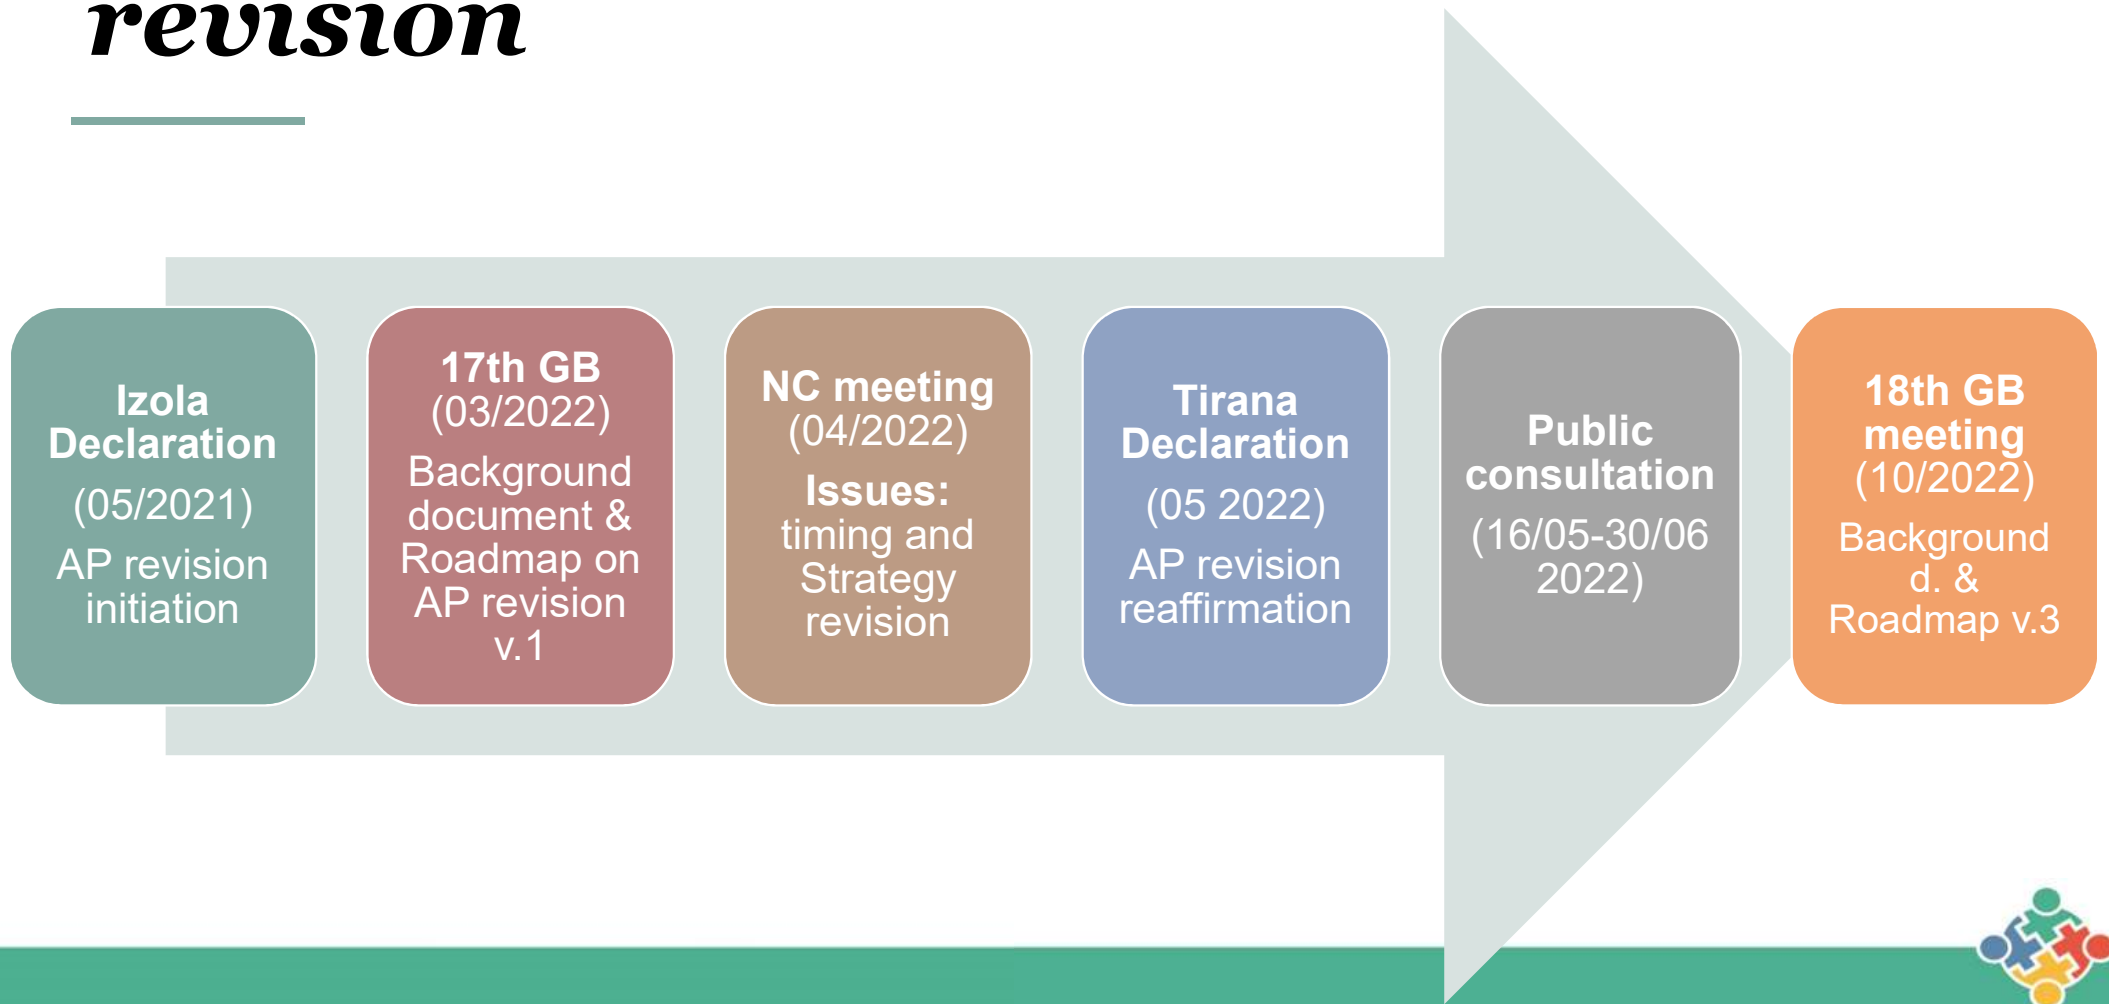 revision
Izola
Declaration
(05/2021)
AP revision
initiation
17th GB
(03/2022)
Background
document &
Roadmap on
AP revision
v.1
NC meeting
(04/2022)
Issues:
timing and
Strategy
revision
Tirana
Declaration
(05 2022)
AP revision
reaffirmation
Public
consultation
(16/05-30/06
2022)
18th GB
meeting
(10/2022)
Background
d. &
Roadmap v.3